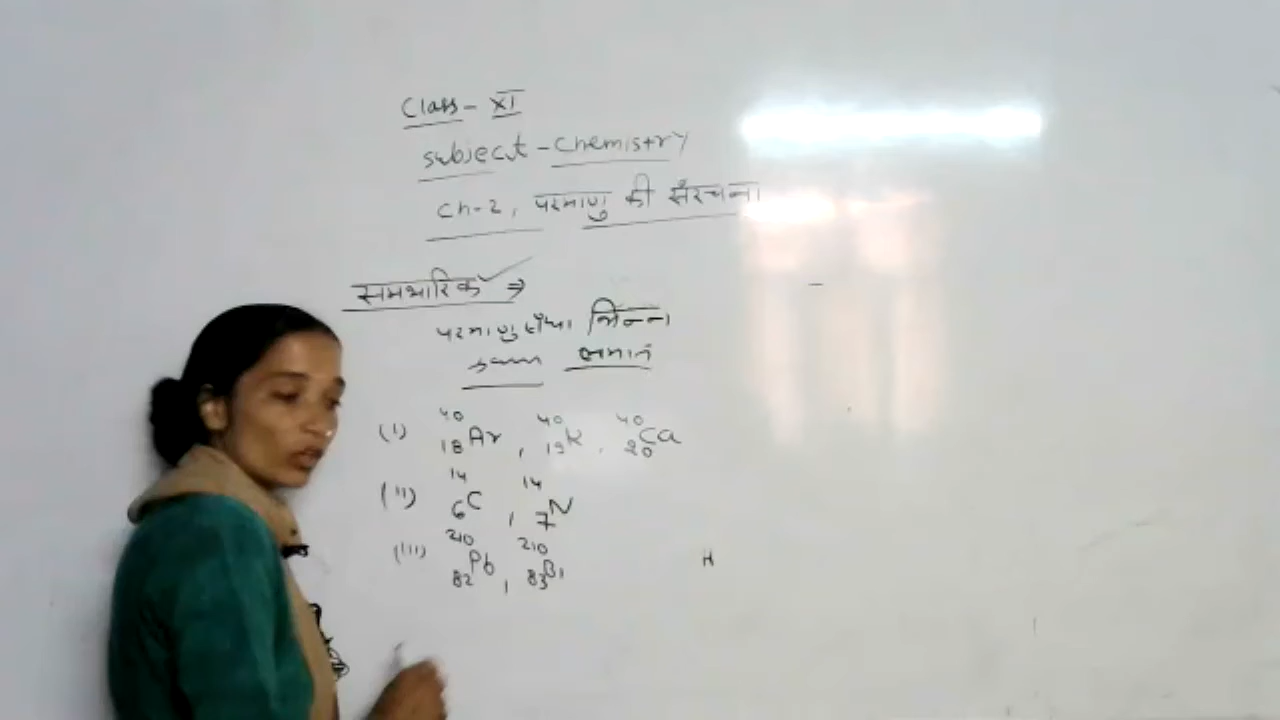 Class - XI
Subject - Chemistry
Ch-2, परमाणु की संरचना
समभारिक ⇒
परमाणु संख्या भिन्न
समान
(I) ⁴⁰₁₈Ar, ⁴⁰₁₉K, ⁴⁰₂₀Ca
(II) ¹⁴₆C, ¹⁴₇N
(III) ²¹⁰₈₂Pb, ²¹⁰₈₃Bi
H